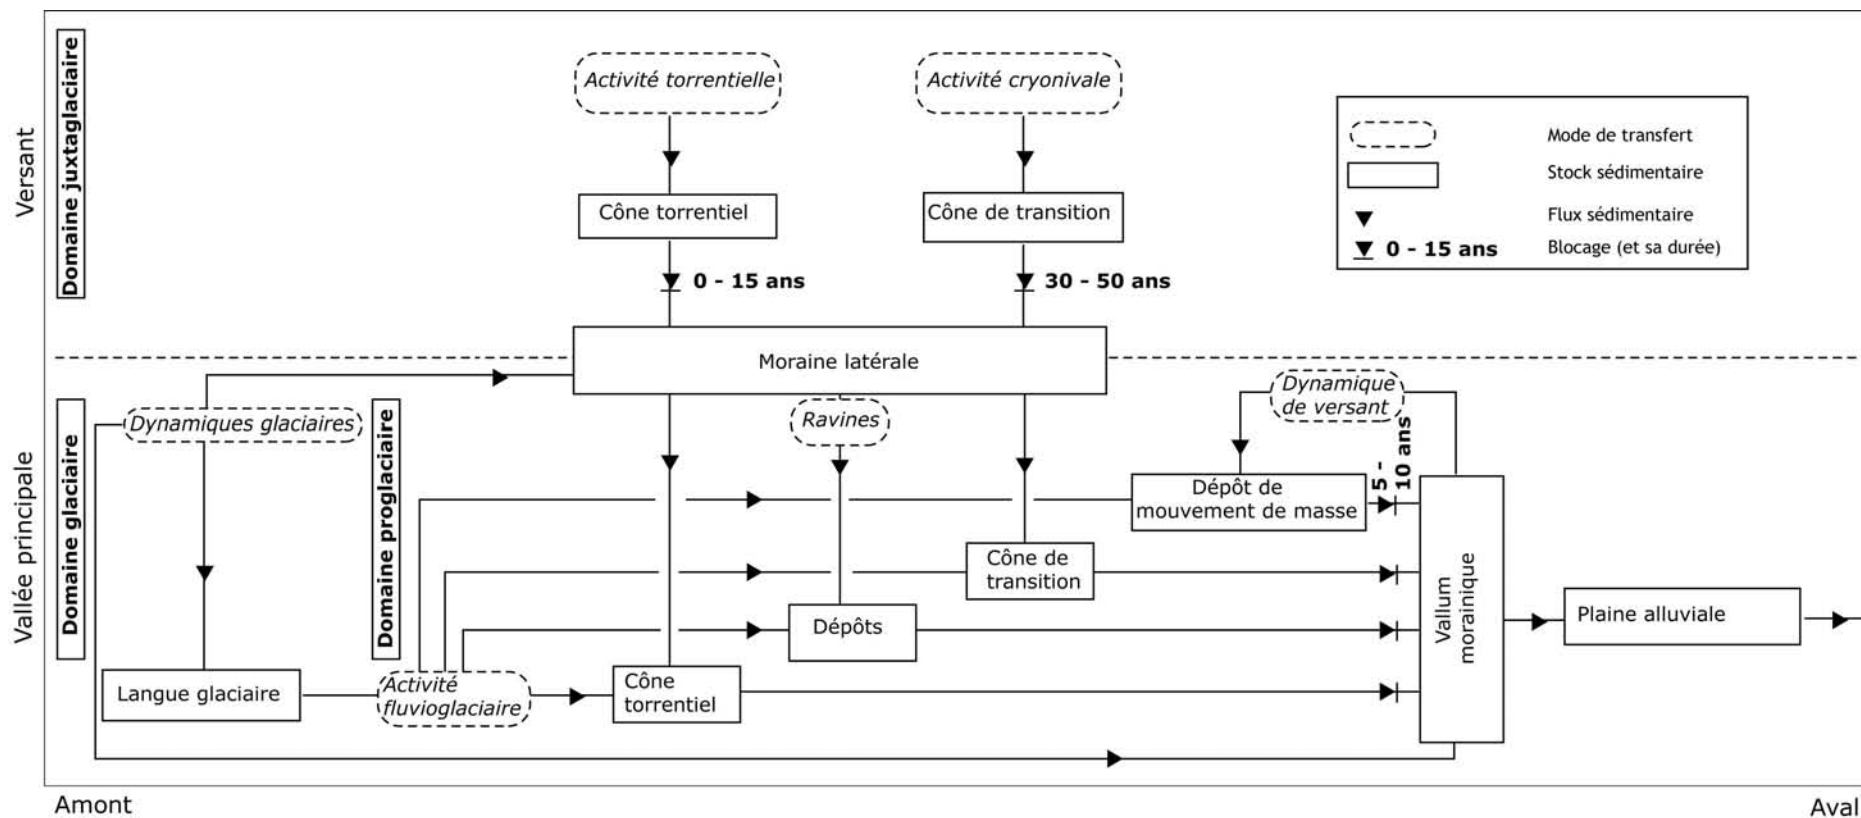 Versant
Domaine juxtaglaciaire
Activité torrentielle
Activité cryonivale
Mode de transfert
Stock sédimentaire
Flux sédimentaire
0 - 15 ans
Blocage (et sa durée)
Cône torrentiel
Cône de transition
0 - 15 ans
30 - 50 ans
Moraine latérale
Vallée principale
Domaine glaciaire
Dynamiques glaciaires
Domaine proglaciaire
Ravines
Dynamique
de versant
5 -
10 ans
Dépôt de
mouvement de masse
Cône de
transition
Dépôts
Vallum
morainique
Plaine alluviale
Langue glaciaire
Activité
fluvioglaciaire
Cône
torrentiel
Amont
Aval